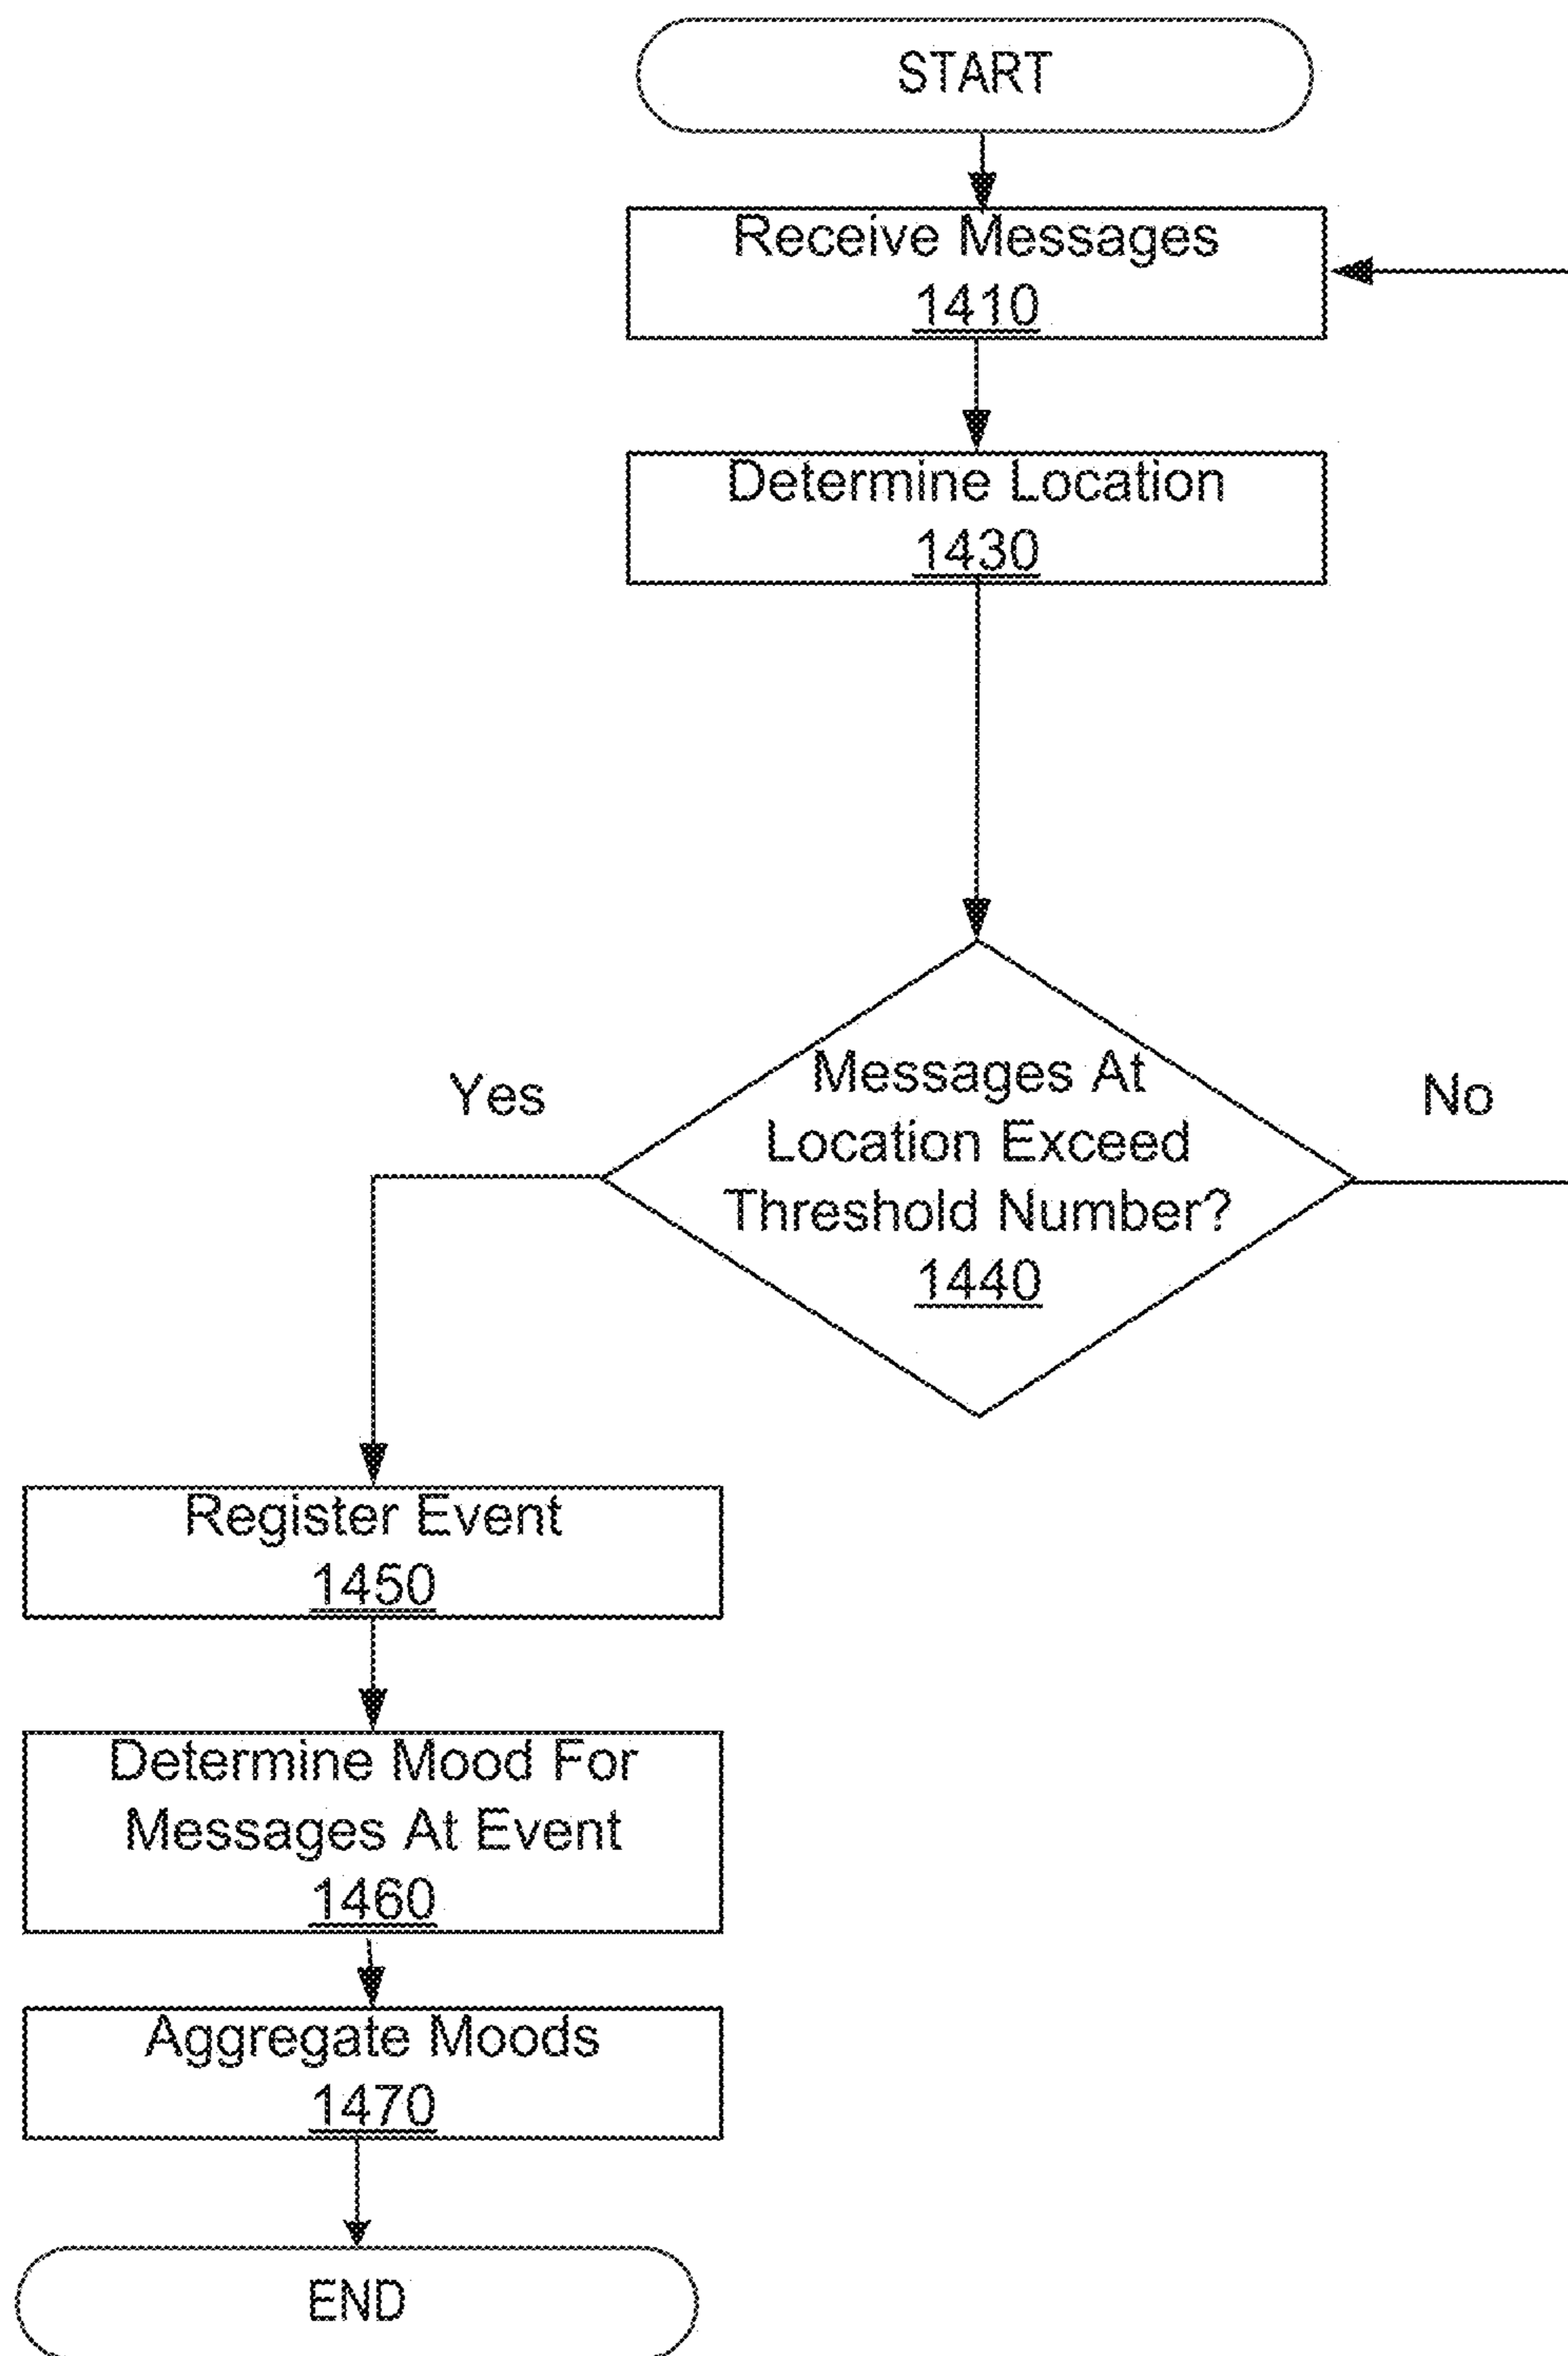 START
Receive Messages
1410
Determine Location
1430
Messages At
Location Exceed
Threshold Number?
1440
Yes
No
Register Event
1450
Determine Mood For
Messages At Event
1460
Aggregate Moods
1470
END